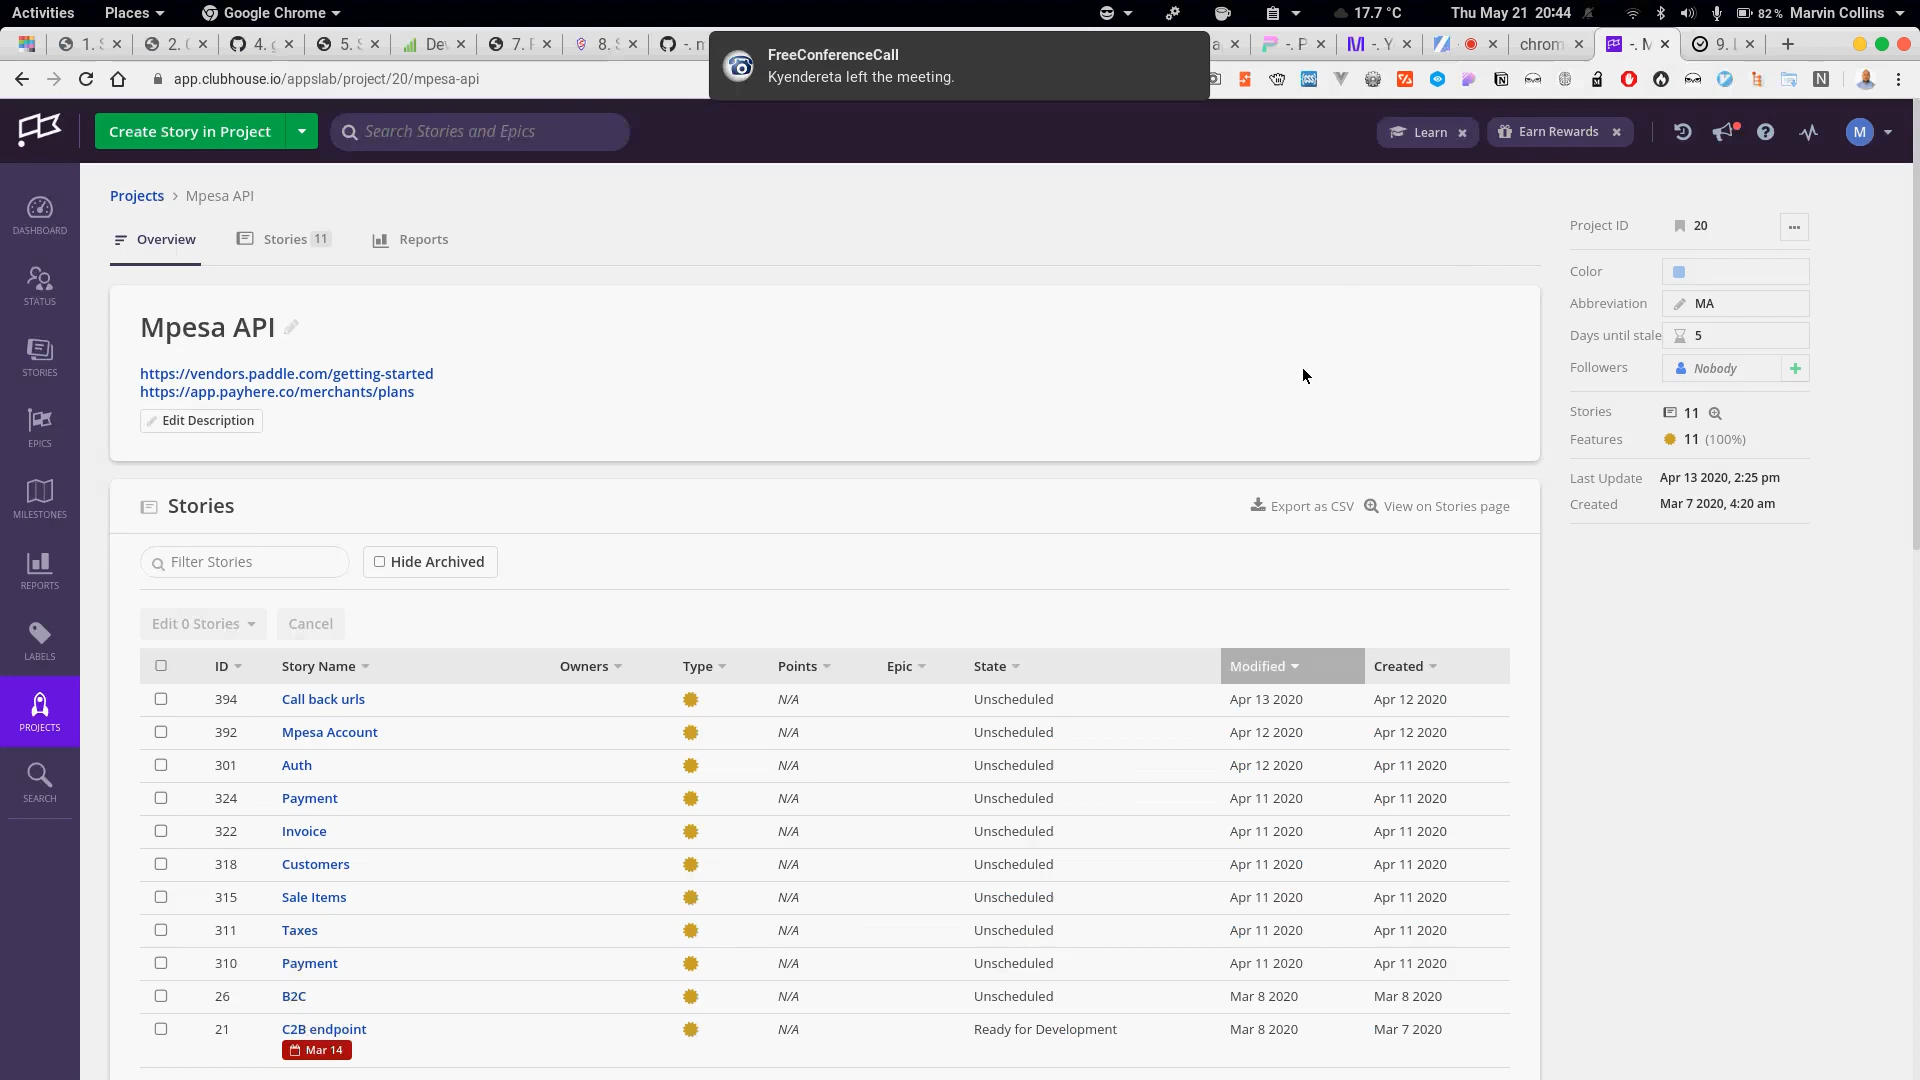 Activities
Places
Google Chrome
17.7 °C
Thu May 21 20:44
82 %
Marvin Collins
FreeConferenceCall
Kyendereta left the meeting.
chrom
app.clubhouse.io/appslab/project/20/mpesa-api
Create Story in Project
Search Stories and Epics
Learn
Earn Rewards
M
DASHBOARD
STATUS
STORIES
EPICS
MILESTONES
REPORTS
LABELS
PROJECTS
SEARCH
Projects > Mpesa API
Overview
Stories 11
Reports
Mpesa API
https://vendors.paddle.com/getting-started
https://app.payhere.co/merchants/plans
Edit Description
Project ID 20
Color
Abbreviation MA
Days until stale 5
Followers Nobody
Stories 11
Features 11 (100%)
Last Update Apr 13 2020, 2:25 pm
Created Mar 7 2020, 4:20 am
Stories
Export as CSV
View on Stories page
Filter Stories
Hide Archived
Edit 0 Stories
Cancel
ID Story Name Owners Type Points Epic State Modified Created
394 Call back urls N/A Unscheduled Apr 13 2020 Apr 12 2020
392 Mpesa Account N/A Unscheduled Apr 12 2020 Apr 12 2020
301 Auth N/A Unscheduled Apr 12 2020 Apr 11 2020
324 Payment N/A Unscheduled Apr 11 2020 Apr 11 2020
322 Invoice N/A Unscheduled Apr 11 2020 Apr 11 2020
318 Customers N/A Unscheduled Apr 11 2020 Apr 11 2020
315 Sale Items N/A Unscheduled Apr 11 2020 Apr 11 2020
311 Taxes N/A Unscheduled Apr 11 2020 Apr 11 2020
310 Payment N/A Unscheduled Apr 11 2020 Apr 11 2020
26 B2C N/A Unscheduled Mar 8 2020 Mar 8 2020
21 C2B endpoint N/A Ready for Development Mar 8 2020 Mar 7 2020
Mar 14